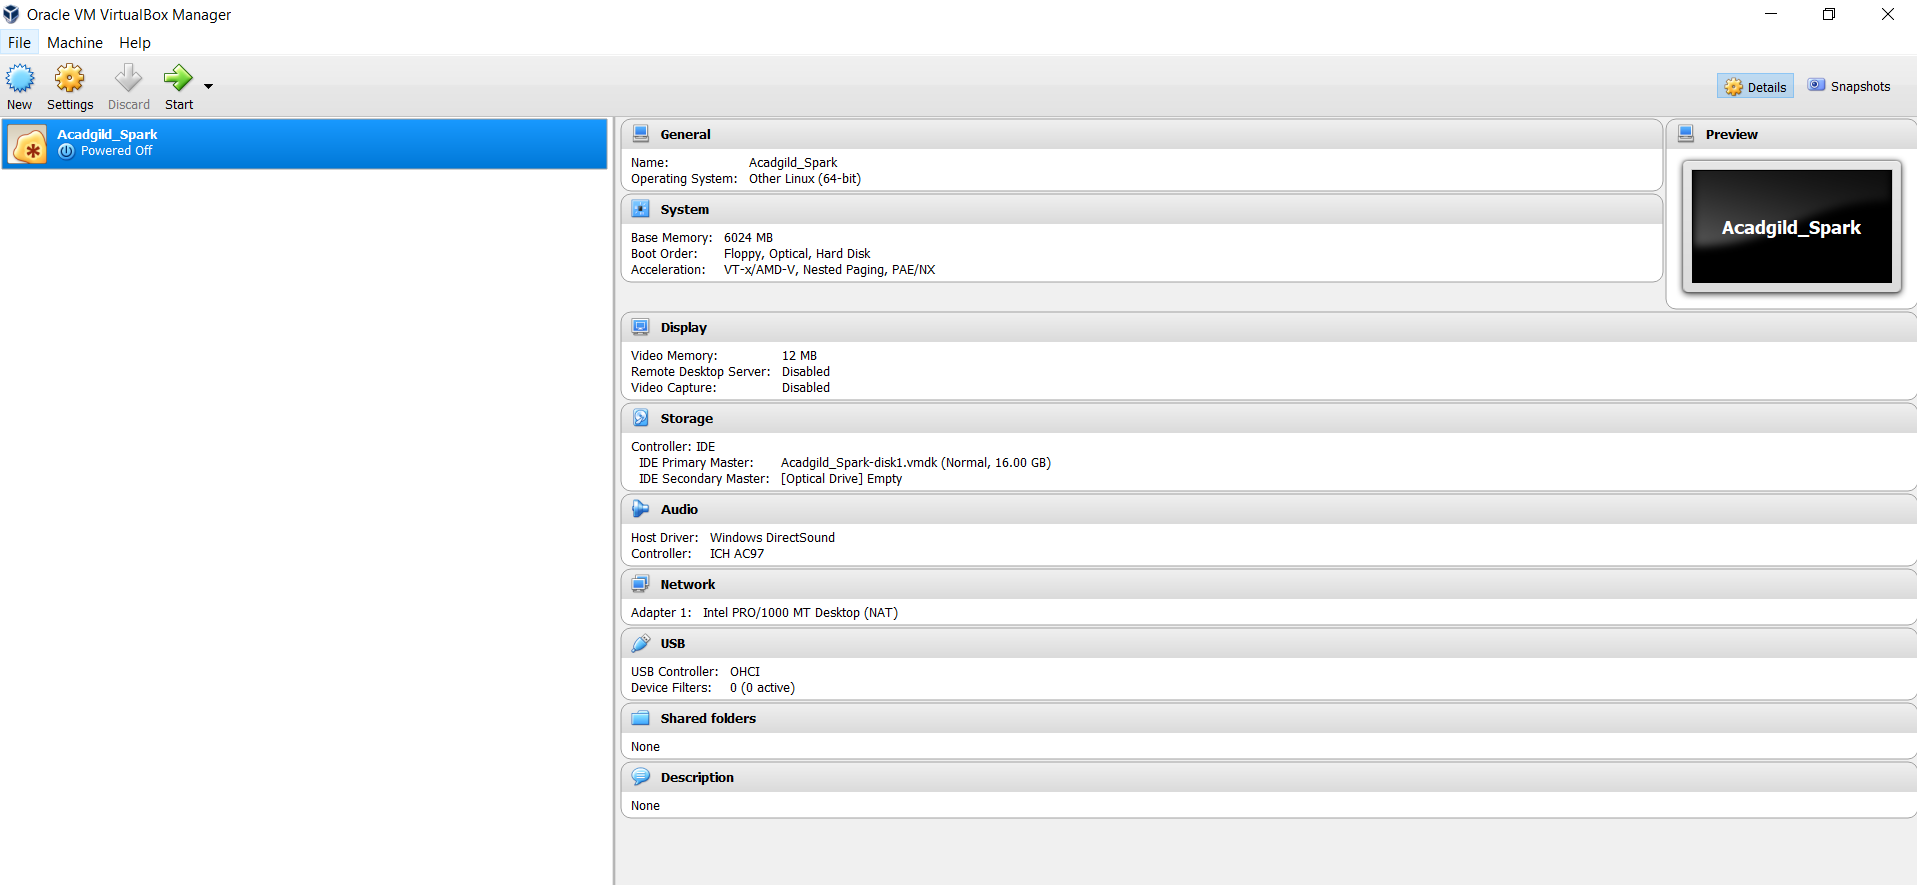 Oracle VM VirtualBox Manager
File Machine Help
New Settings Discard Start
Details Snapshots
Acadgild_Spark
Powered Off
General
Name: Acadgild_Spark
Operating System: Other Linux (64-bit)
System
Base Memory: 6024 MB
Boot Order: Floppy, Optical, Hard Disk
Acceleration: VT-x/AMD-V, Nested Paging, PAE/NX
Preview
Acadgild_Spark
Display
Video Memory: 12 MB
Remote Desktop Server: Disabled
Video Capture: Disabled
Storage
Controller: IDE
IDE Primary Master: Acadgild_Spark-disk1.vmdk (Normal, 16.00 GB)
IDE Secondary Master: [Optical Drive] Empty
Audio
Host Driver: Windows DirectSound
Controller: ICH AC97
Network
Adapter 1: Intel PRO/1000 MT Desktop (NAT)
USB
USB Controller: OHCI
Device Filters: 0 (0 active)
Shared folders
None
Description
None